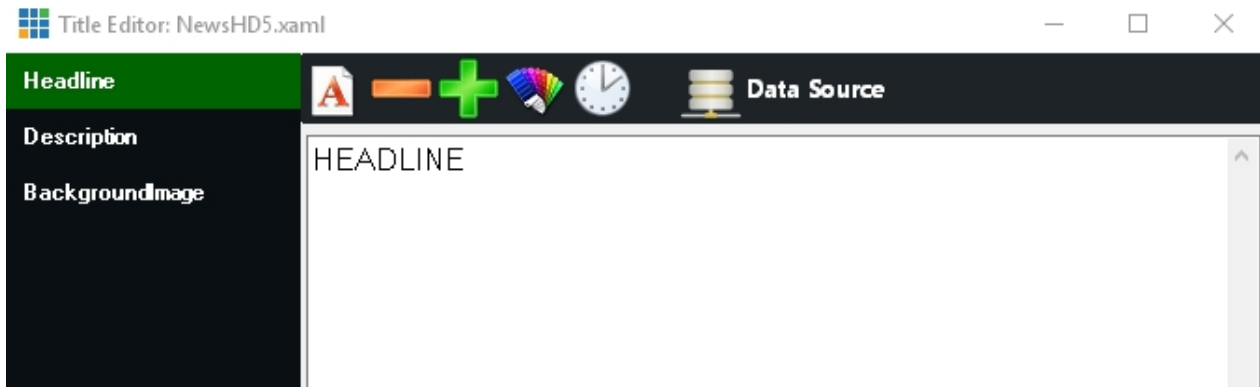 Title Editor: NewsHD5.xaml
Headline
Description
BackgroundImage
A
Data Source
HEADLINE